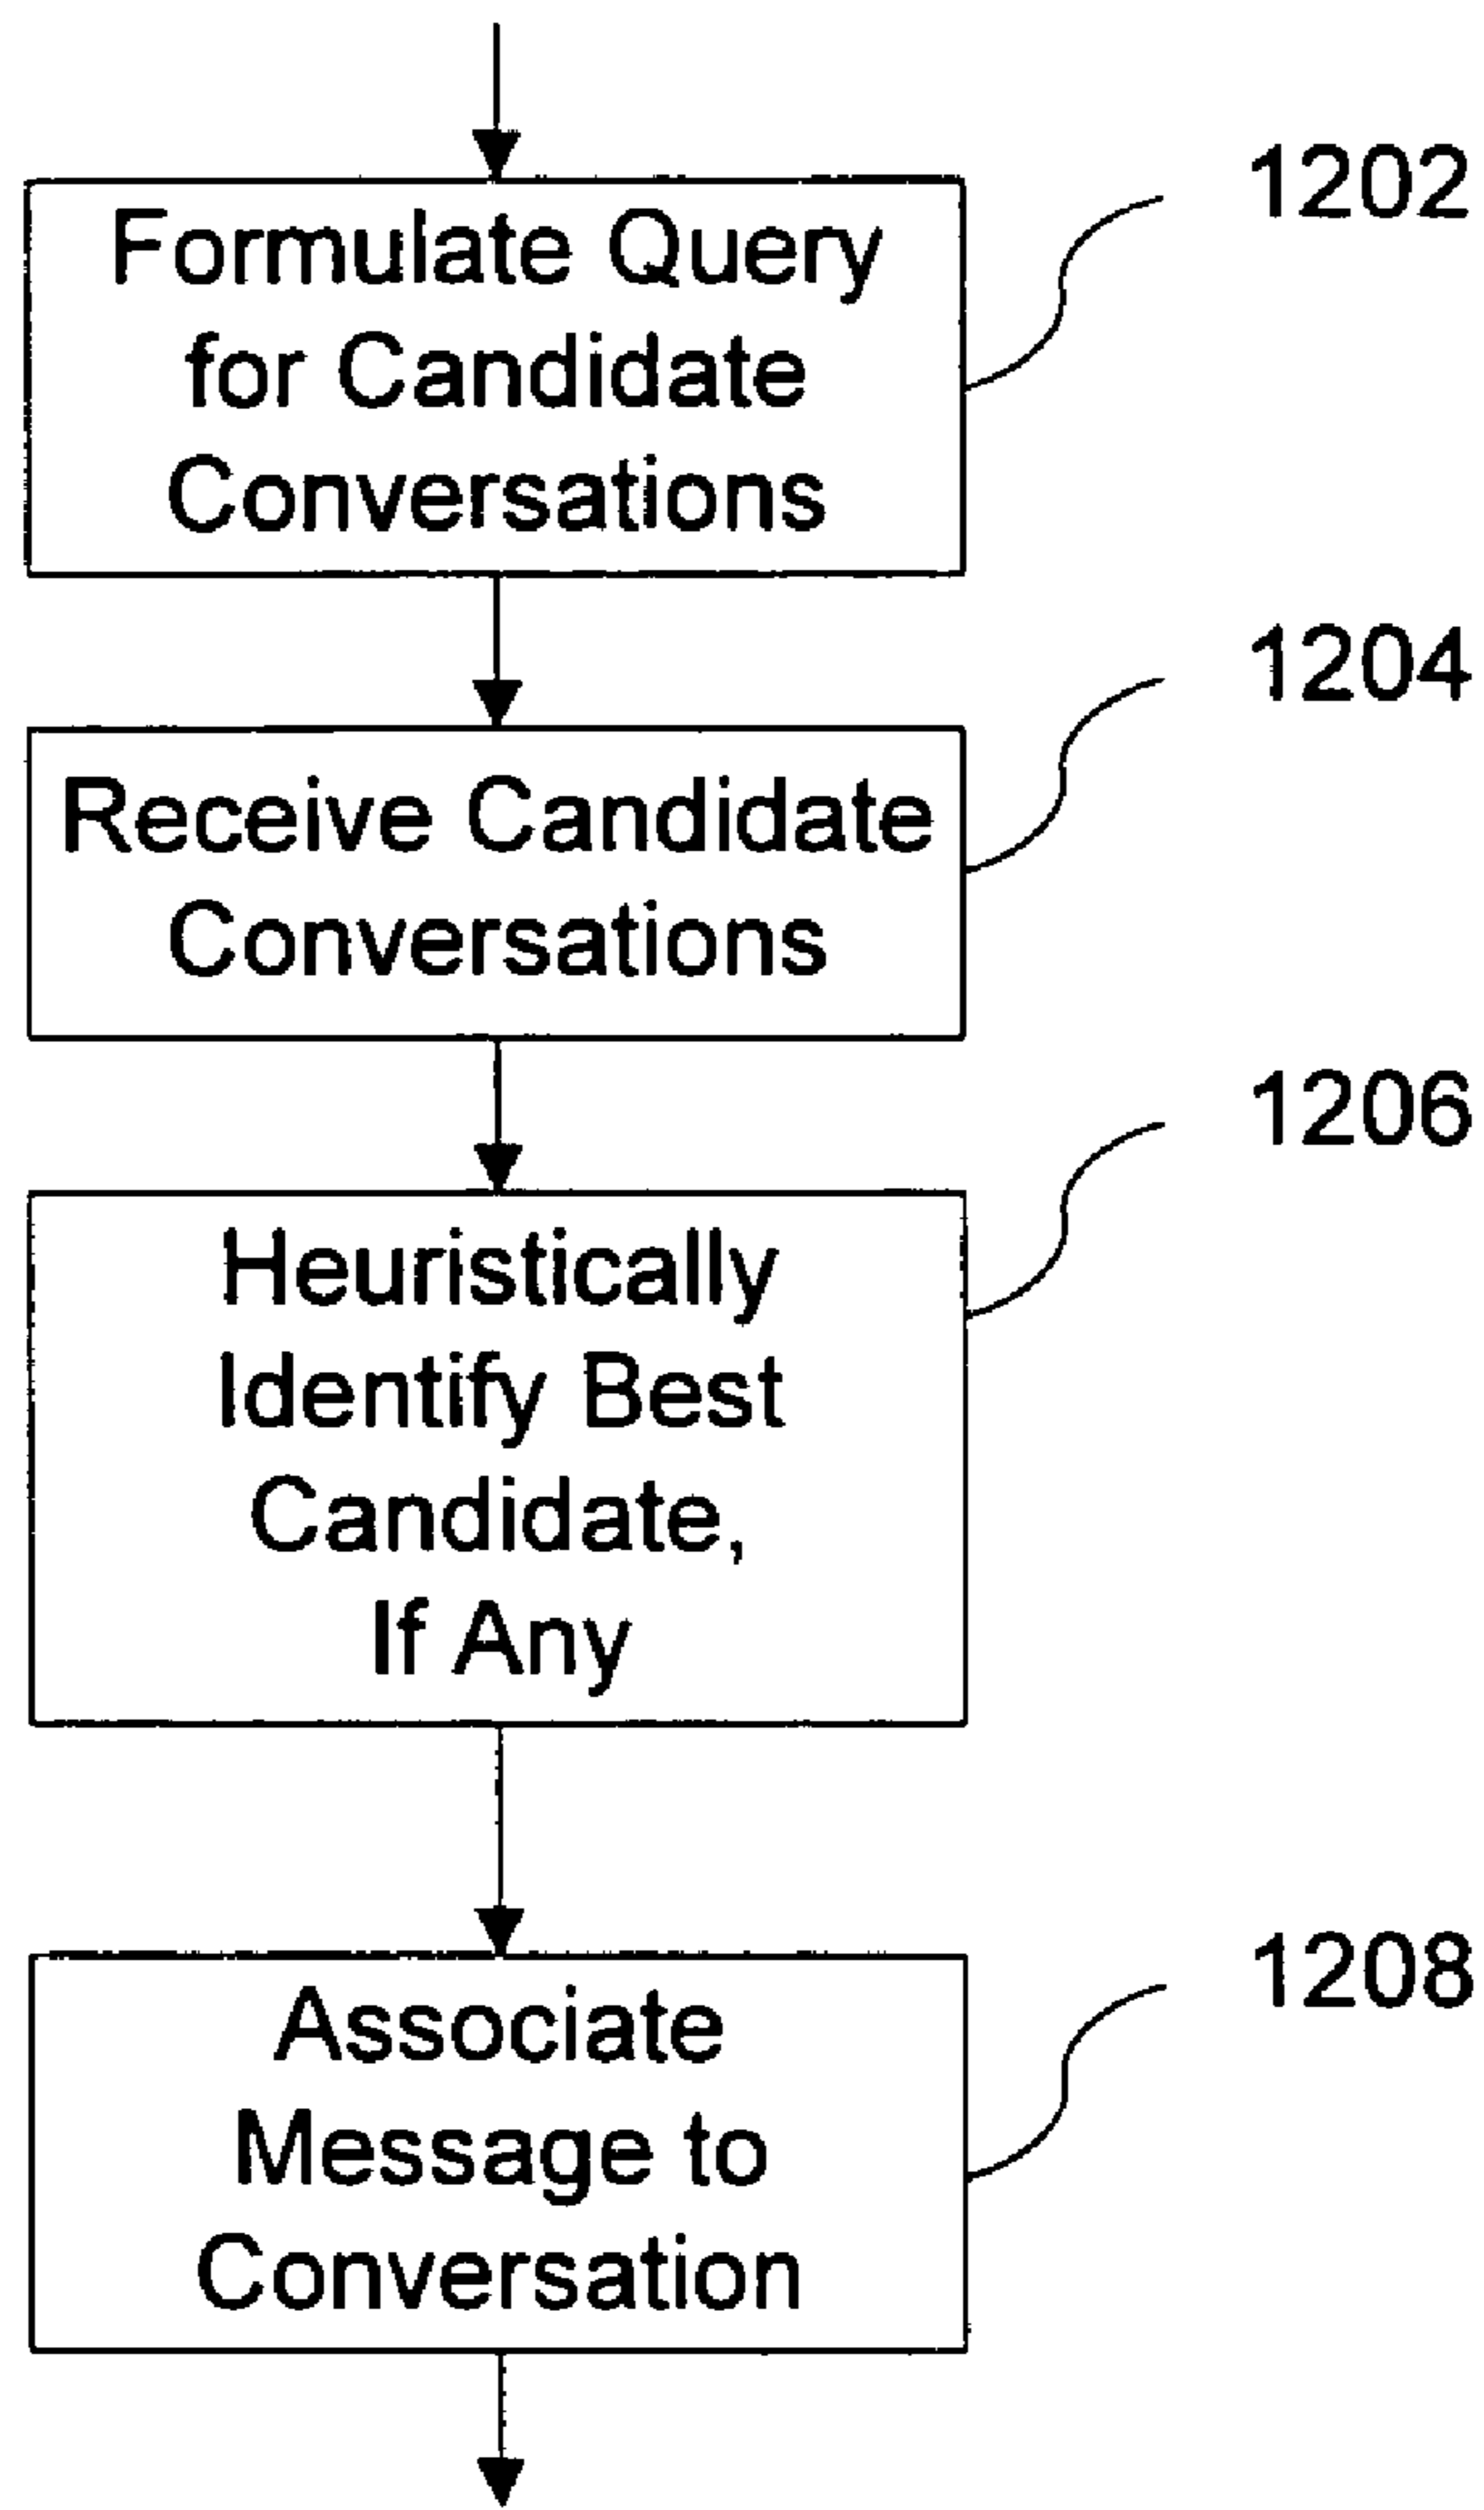 1202
Formulate Query
for Candidate
Conversations
1204
Receive Candidate
Conversations
1206
Heuristically
Identify Best
Candidate,
If Any
1208
Associate
Message to
Conversation